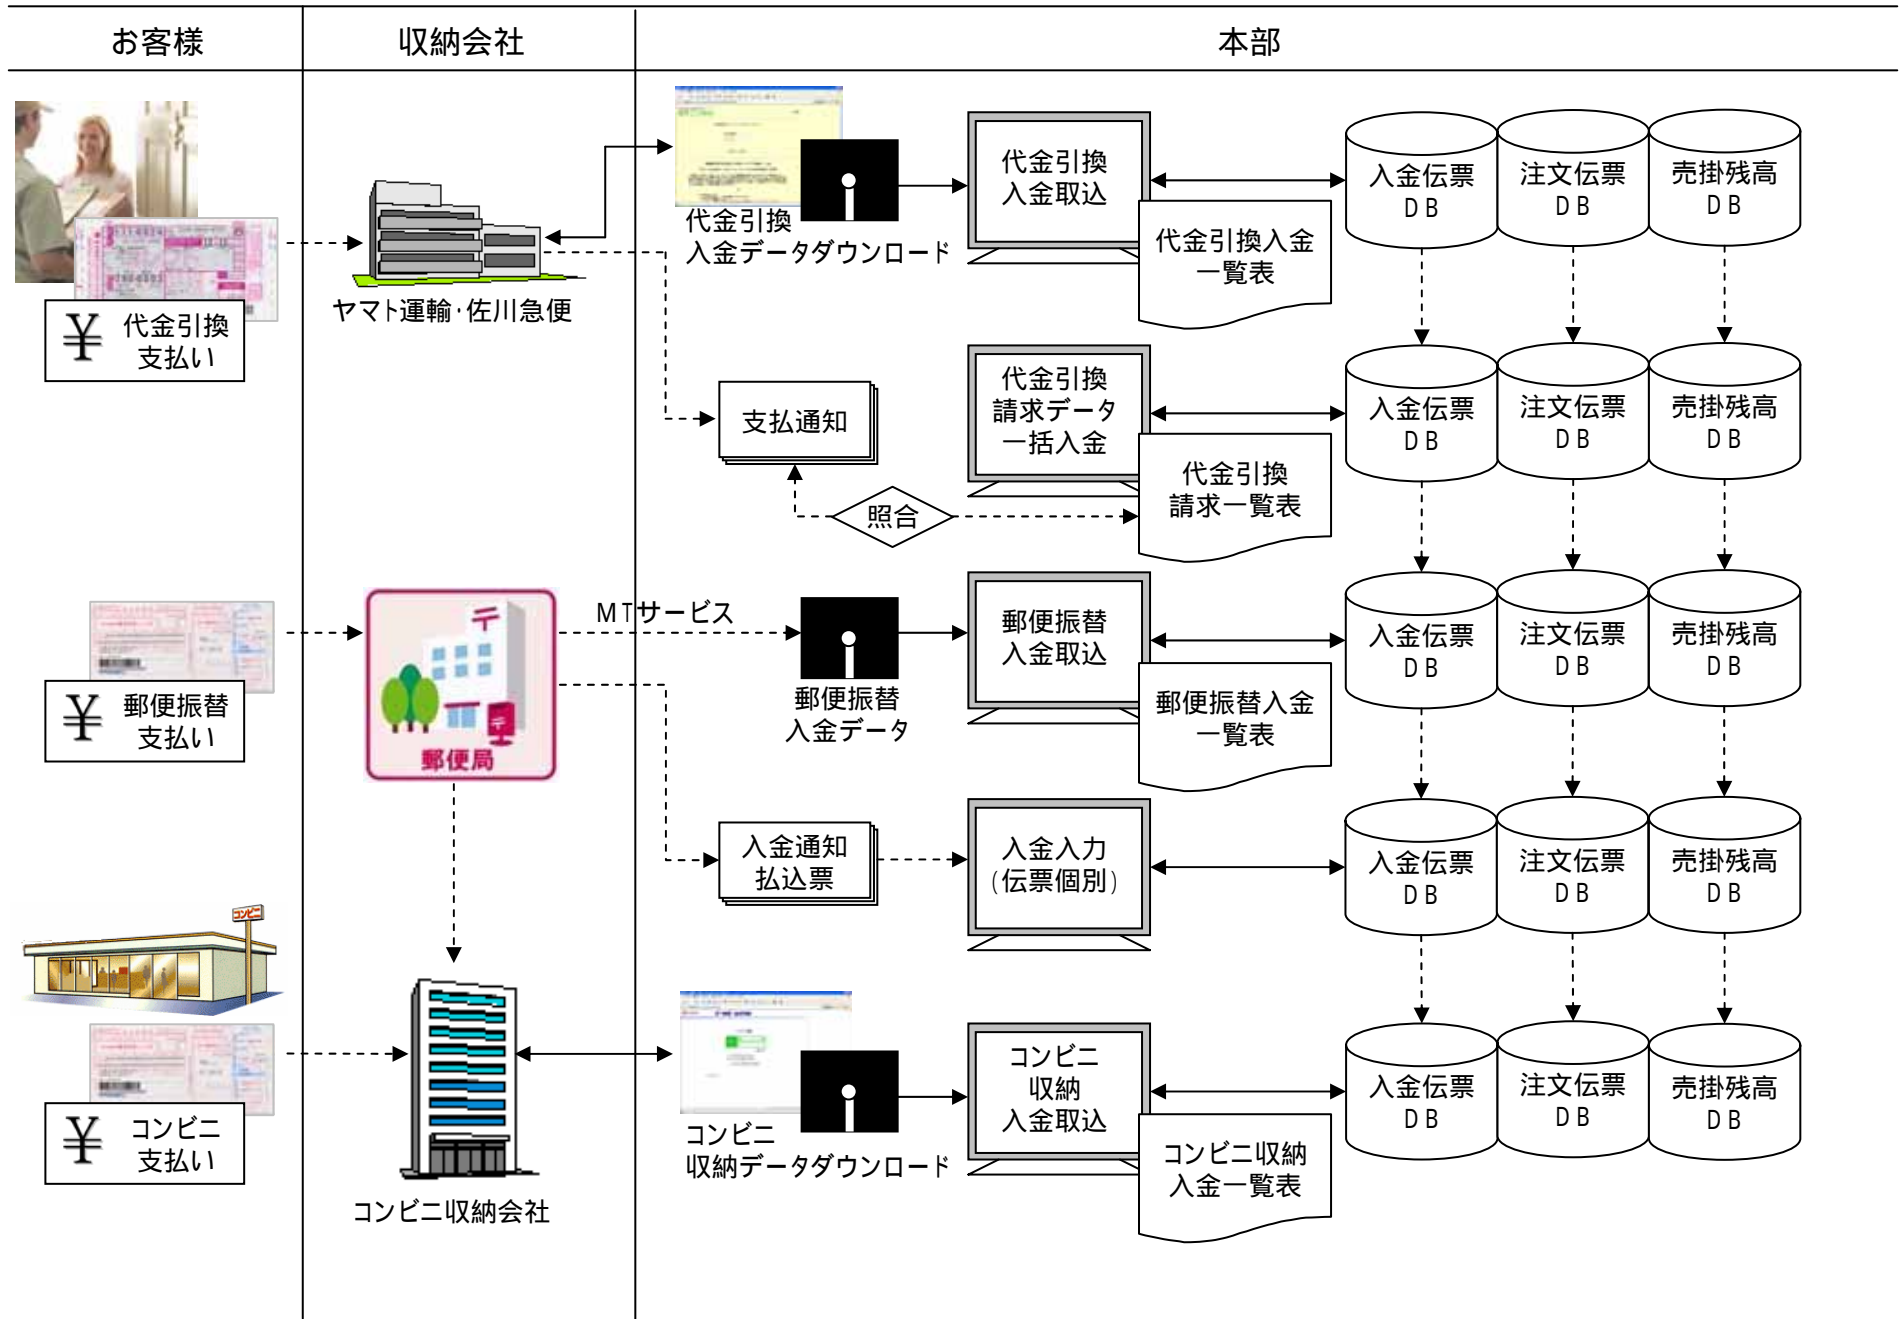 お客様
収納会社
本部
¥
代金引換
支払い
ヤマト運輸・佐川急便
代金引換
入金データダウンロード
代金引換
入金取込
代金引換入金
一覧表
入金伝票
DB
注文伝票
DB
売掛残高
DB
支払通知
照合
代金引換
請求データ
一括入金
代金引換
請求一覧表
入金伝票
DB
注文伝票
DB
売掛残高
DB
¥
郵便振替
支払い
郵便局
MTサービス
郵便振替
入金データ
郵便振替
入金取込
郵便振替入金
一覧表
入金伝票
DB
注文伝票
DB
売掛残高
DB
入金通知
払込票
入金入力
(伝票個別)
入金伝票
DB
注文伝票
DB
売掛残高
DB
コンビニ
¥
コンビニ
支払い
コンビニ収納会社
コンビニ
収納データダウンロード
コンビニ
収納
入金取込
コンビニ収納
入金一覧表
入金伝票
DB
注文伝票
DB
売掛残高
DB